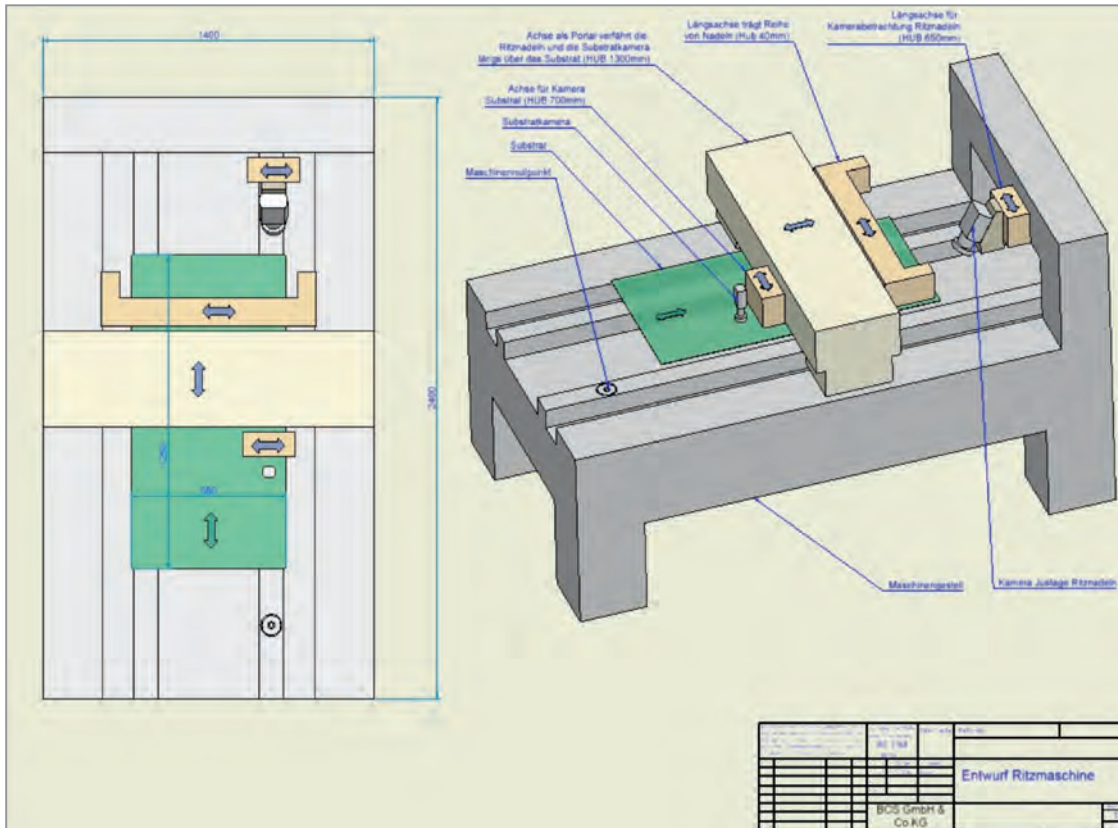 1400
2400
Achse als Portal verfährt die
Ritznadeln und die Substratkamera
längs über das Substrat (HUB 1300mm)
Längsachse trägt Reihe
von Nadeln (Hub 40mm)
Längsachse für
Kamerabetrachtung Ritznadeln
(HUB 650mm)
Achse für Kamera
Substrat (HUB 700mm)
Substratkamera
Substrat
Maschinennullpunkt
Maschinengestell
Kamera Justage Ritznadeln
Entwurf Ritzmaschine
BOS GmbH &
Co KG